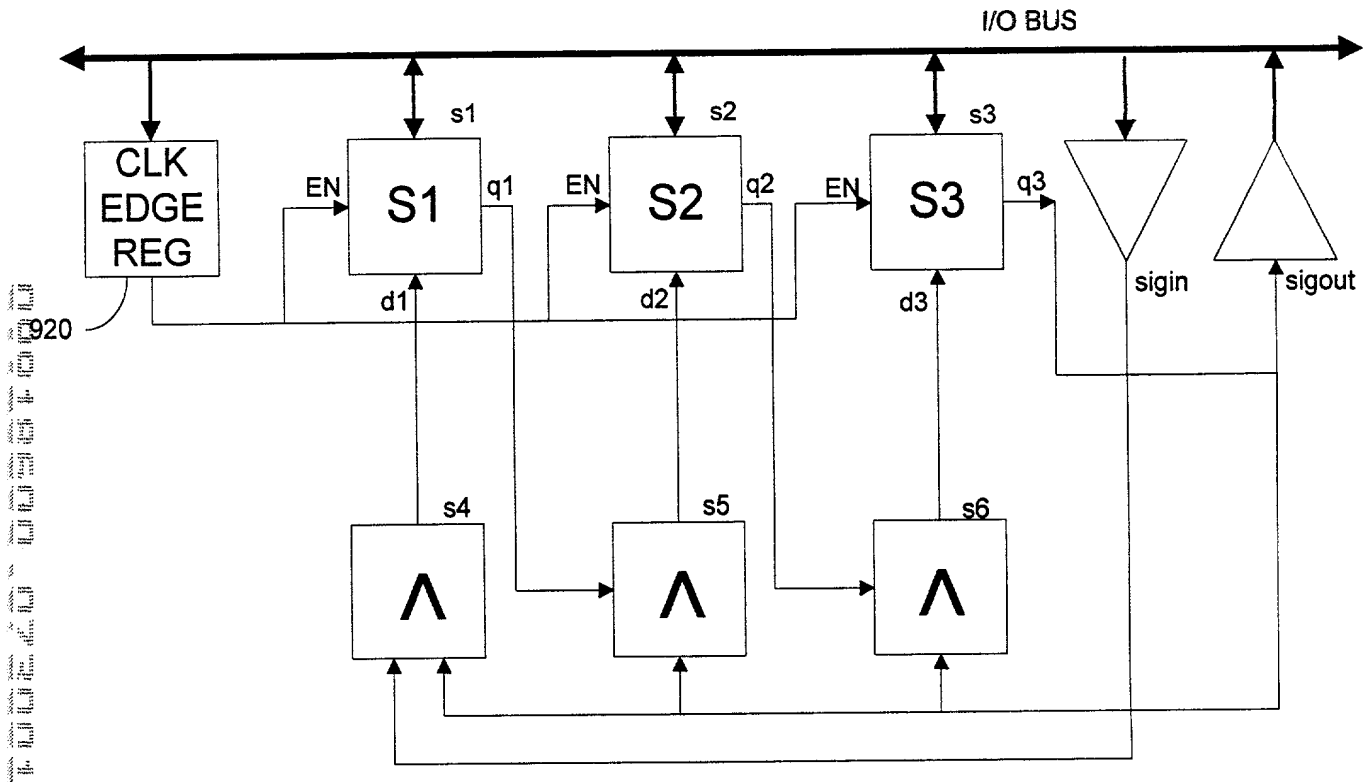 I/O BUS
s1
s2
s3
CLK
EDGE
REG
EN
S1
q1
EN
S2
q2
EN
S3
q3
sigin
sigout
d1
d2
d3
920
s4
s5
s6
Λ
Λ
Λ